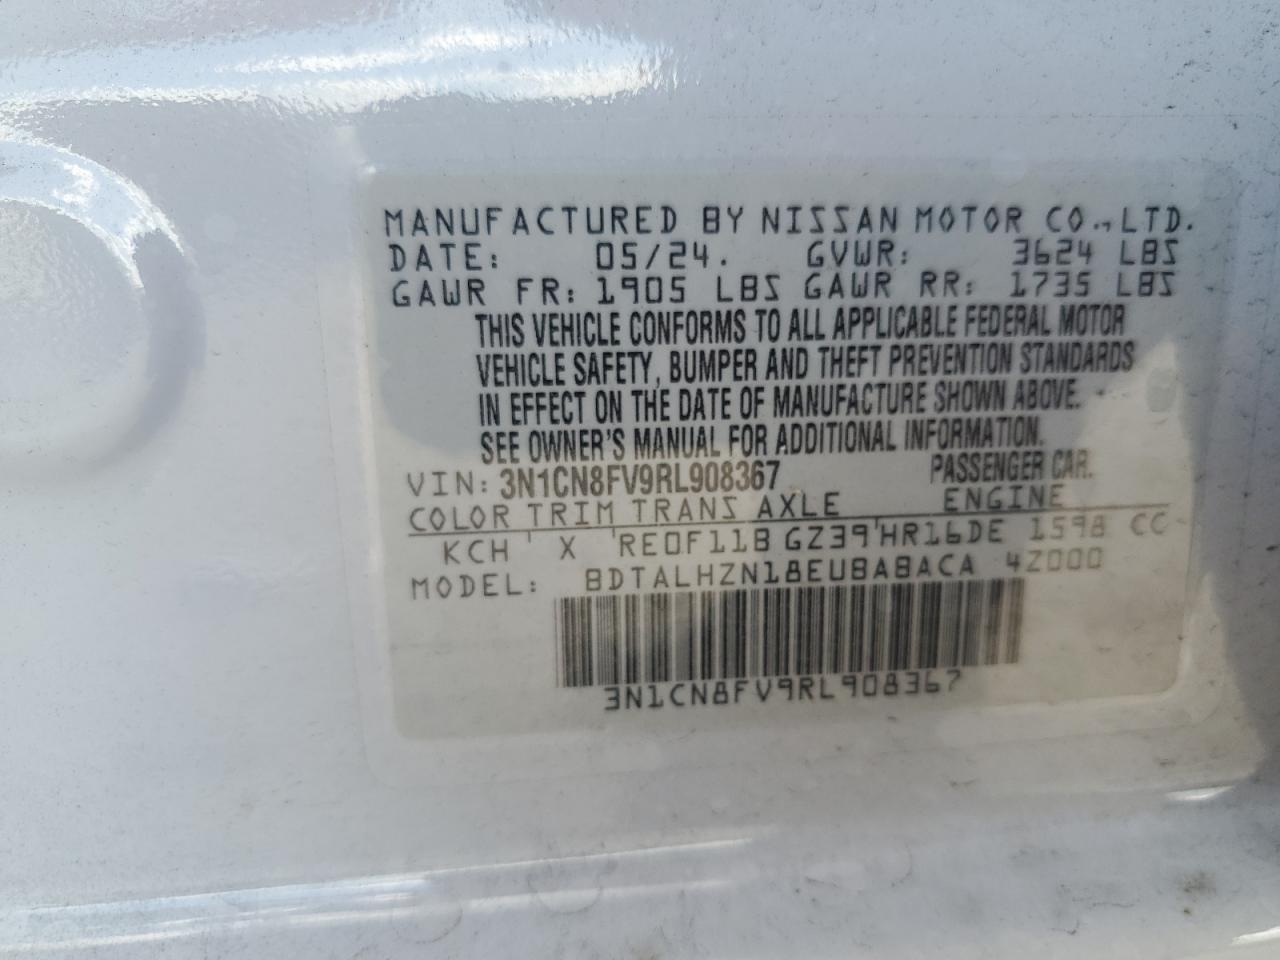 MANUFACTURED BY NISSAN MOTOR CO.,LTD.
DATE: 05/24. GVWR: 3624 LBS
GAWR FR: 1905 LBS GAWR RR: 1735 LBS
THIS VEHICLE CONFORMS TO ALL APPLICABLE FEDERAL MOTOR
VEHICLE SAFETY, BUMPER AND THEFT PREVENTION STANDARDS
IN EFFECT ON THE DATE OF MANUFACTURE SHOWN ABOVE.
SEE OWNER'S MANUAL FOR ADDITIONAL INFORMATION.
VIN: 3N1CN8FV9RL908367 PASSENGER CAR.
COLOR TRIM TRANS AXLE ENGINE
KCH X RE0F11B GZ39 HR16DE 1598 CC
MODEL: BDTALHZN18EUBABACA 4Z000
3N1CN8FV9RL908367